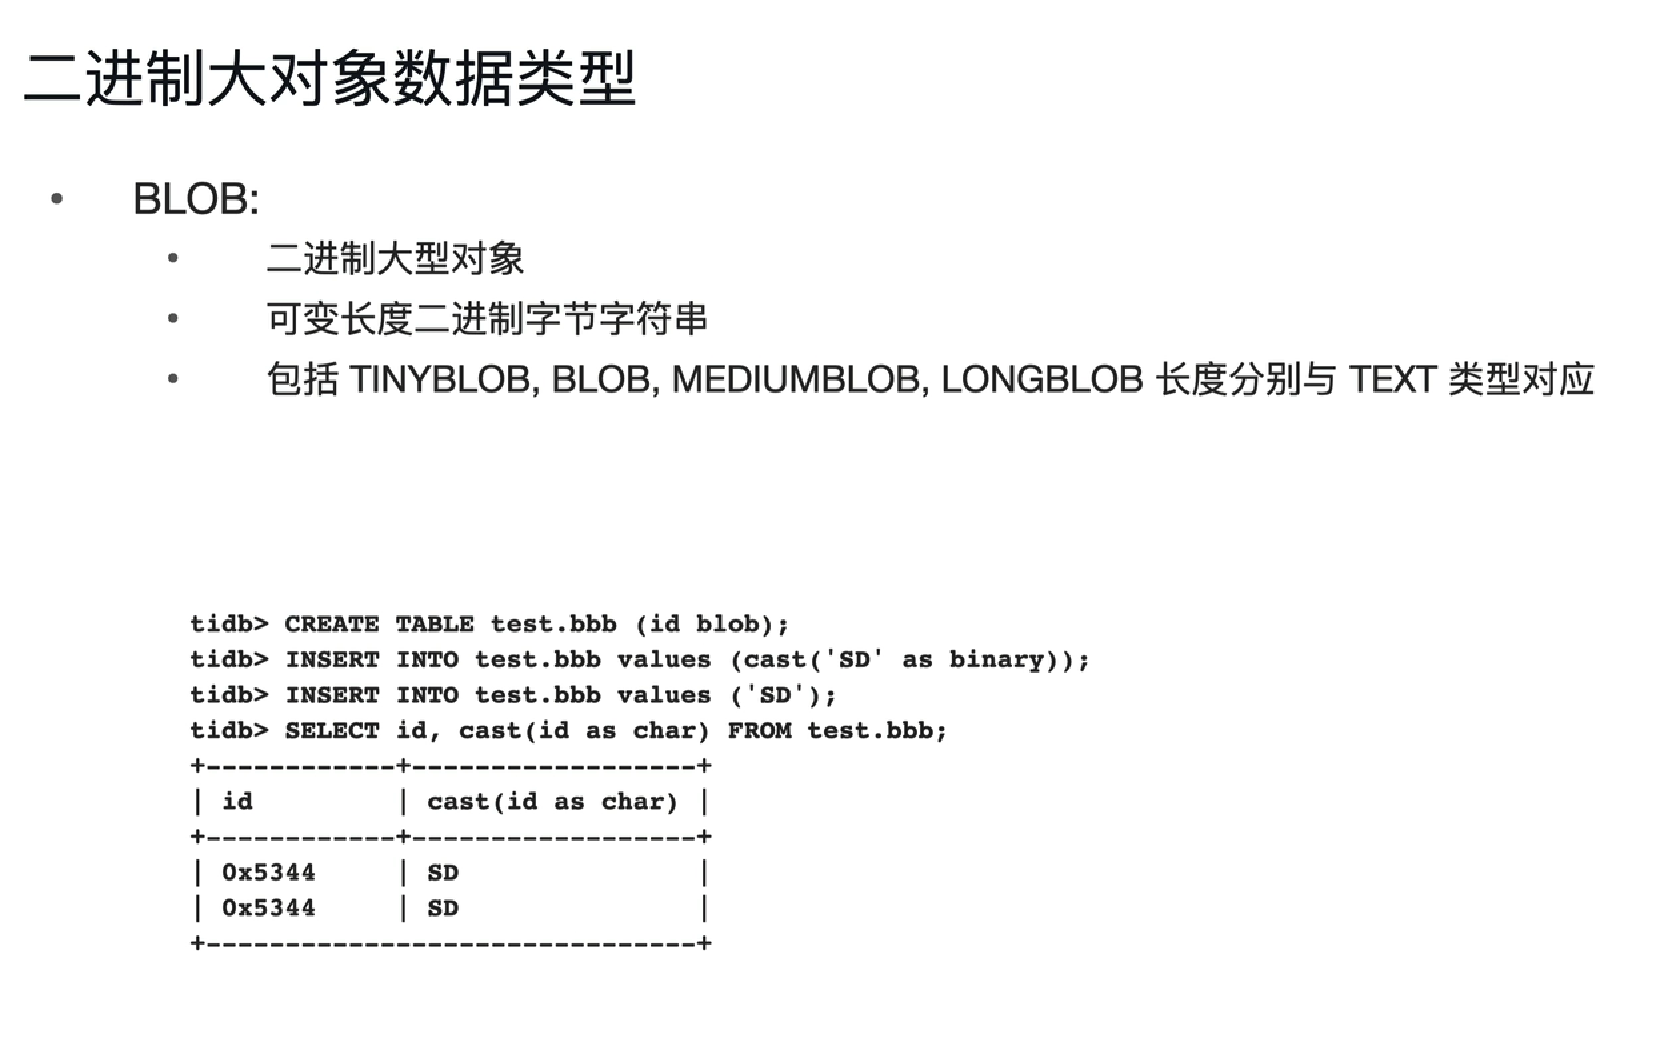 二进制大对象数据类型
• BLOB:
• 二进制大型对象
• 可变长度二进制字节字符串
• 包括 TINYBLOB, BLOB, MEDIUMBLOB, LONGBLOB 长度分别与 TEXT 类型对应
tidb> CREATE TABLE test.bbb (id blob);
tidb> INSERT INTO test.bbb values (cast('SD' as binary));
tidb> INSERT INTO test.bbb values ('SD');
tidb> SELECT id, cast(id as char) FROM test.bbb;
+------------+------------------+
| id         | cast(id as char) |
+------------+------------------+
| 0x5344     | SD               |
| 0x5344     | SD               |
+-------------------------------+